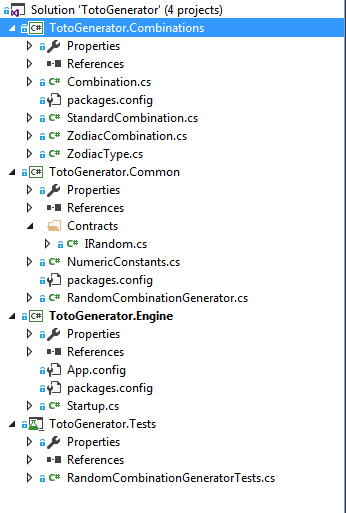 Solution 'TotoGenerator' (4 projects)
C# TotoGenerator.Combinations
Properties
References
C# Combination.cs
packages.config
C# StandardCombination.cs
C# ZodiacCombination.cs
C# ZodiacType.cs
C# TotoGenerator.Common
Properties
References
Contracts
C# IRandom.cs
C# NumericConstants.cs
packages.config
C# RandomCombinationGenerator.cs
C# TotoGenerator.Engine
Properties
References
App.config
packages.config
C# Startup.cs
TotoGenerator.Tests
Properties
References
C# RandomCombinationGeneratorTests.cs